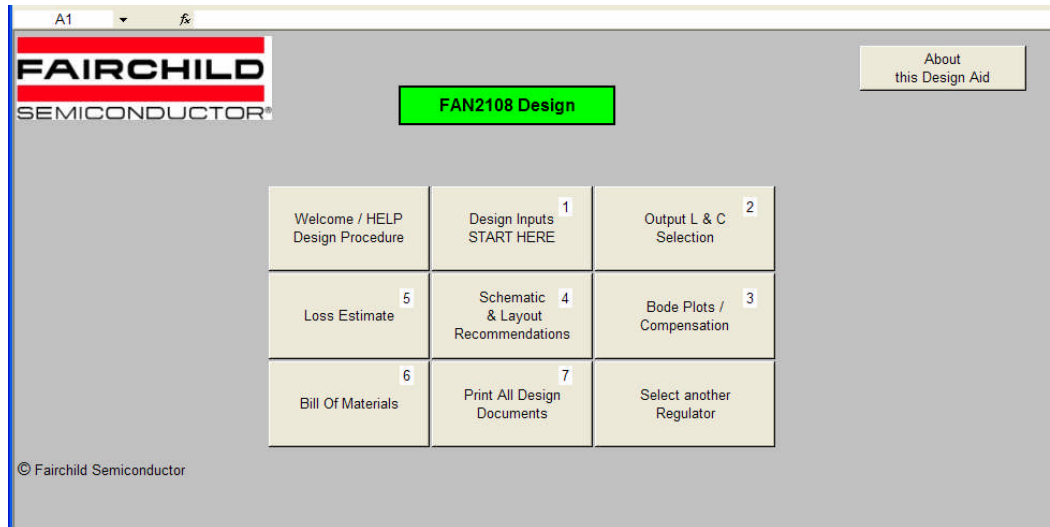 A1
fx
FAIRCHILD
SEMICONDUCTOR®
About
this Design Aid
FAN2108 Design
Welcome / HELP
Design Procedure
1
Design Inputs
START HERE
2
Output L & C
Selection
5
Loss Estimate
4
Schematic
& Layout
Recommendations
3
Bode Plots /
Compensation
6
Bill Of Materials
7
Print All Design
Documents
Select another
Regulator
© Fairchild Semiconductor